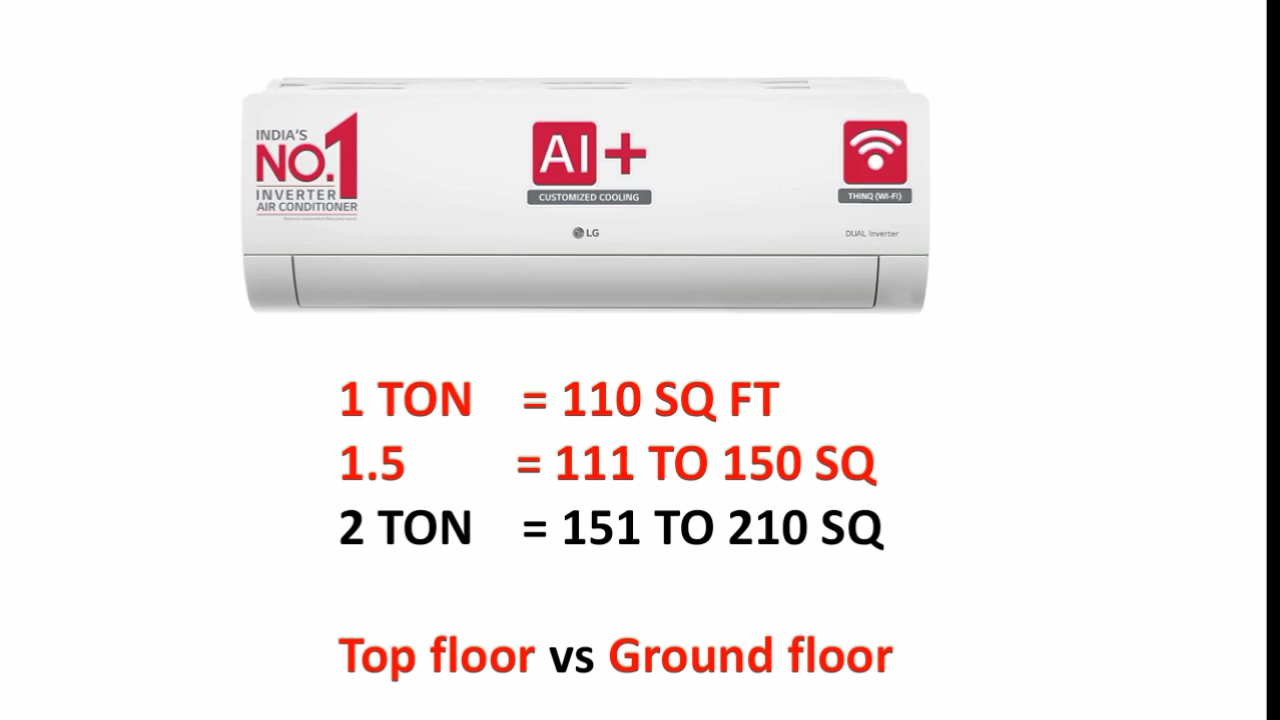 INDIA'S
NO.1
INVERTER
AIR CONDITIONER
AI+
CUSTOMIZED COOLING
THINQ (WI-FI)
LG
DUAL Inverter
1 TON = 110 SQ FT
1.5 = 111 TO 150 SQ
2 TON = 151 TO 210 SQ
Top floor vs Ground floor